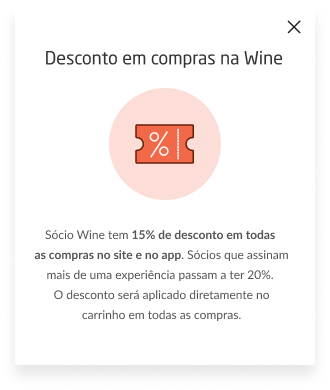 Desconto em compras na Wine
%
Sócio Wine tem 15% de desconto em todas
as compras no site e no app. Sócios que assinam
mais de uma experiência passam a ter 20%.
O desconto será aplicado diretamente no
carrinho em todas as compras.